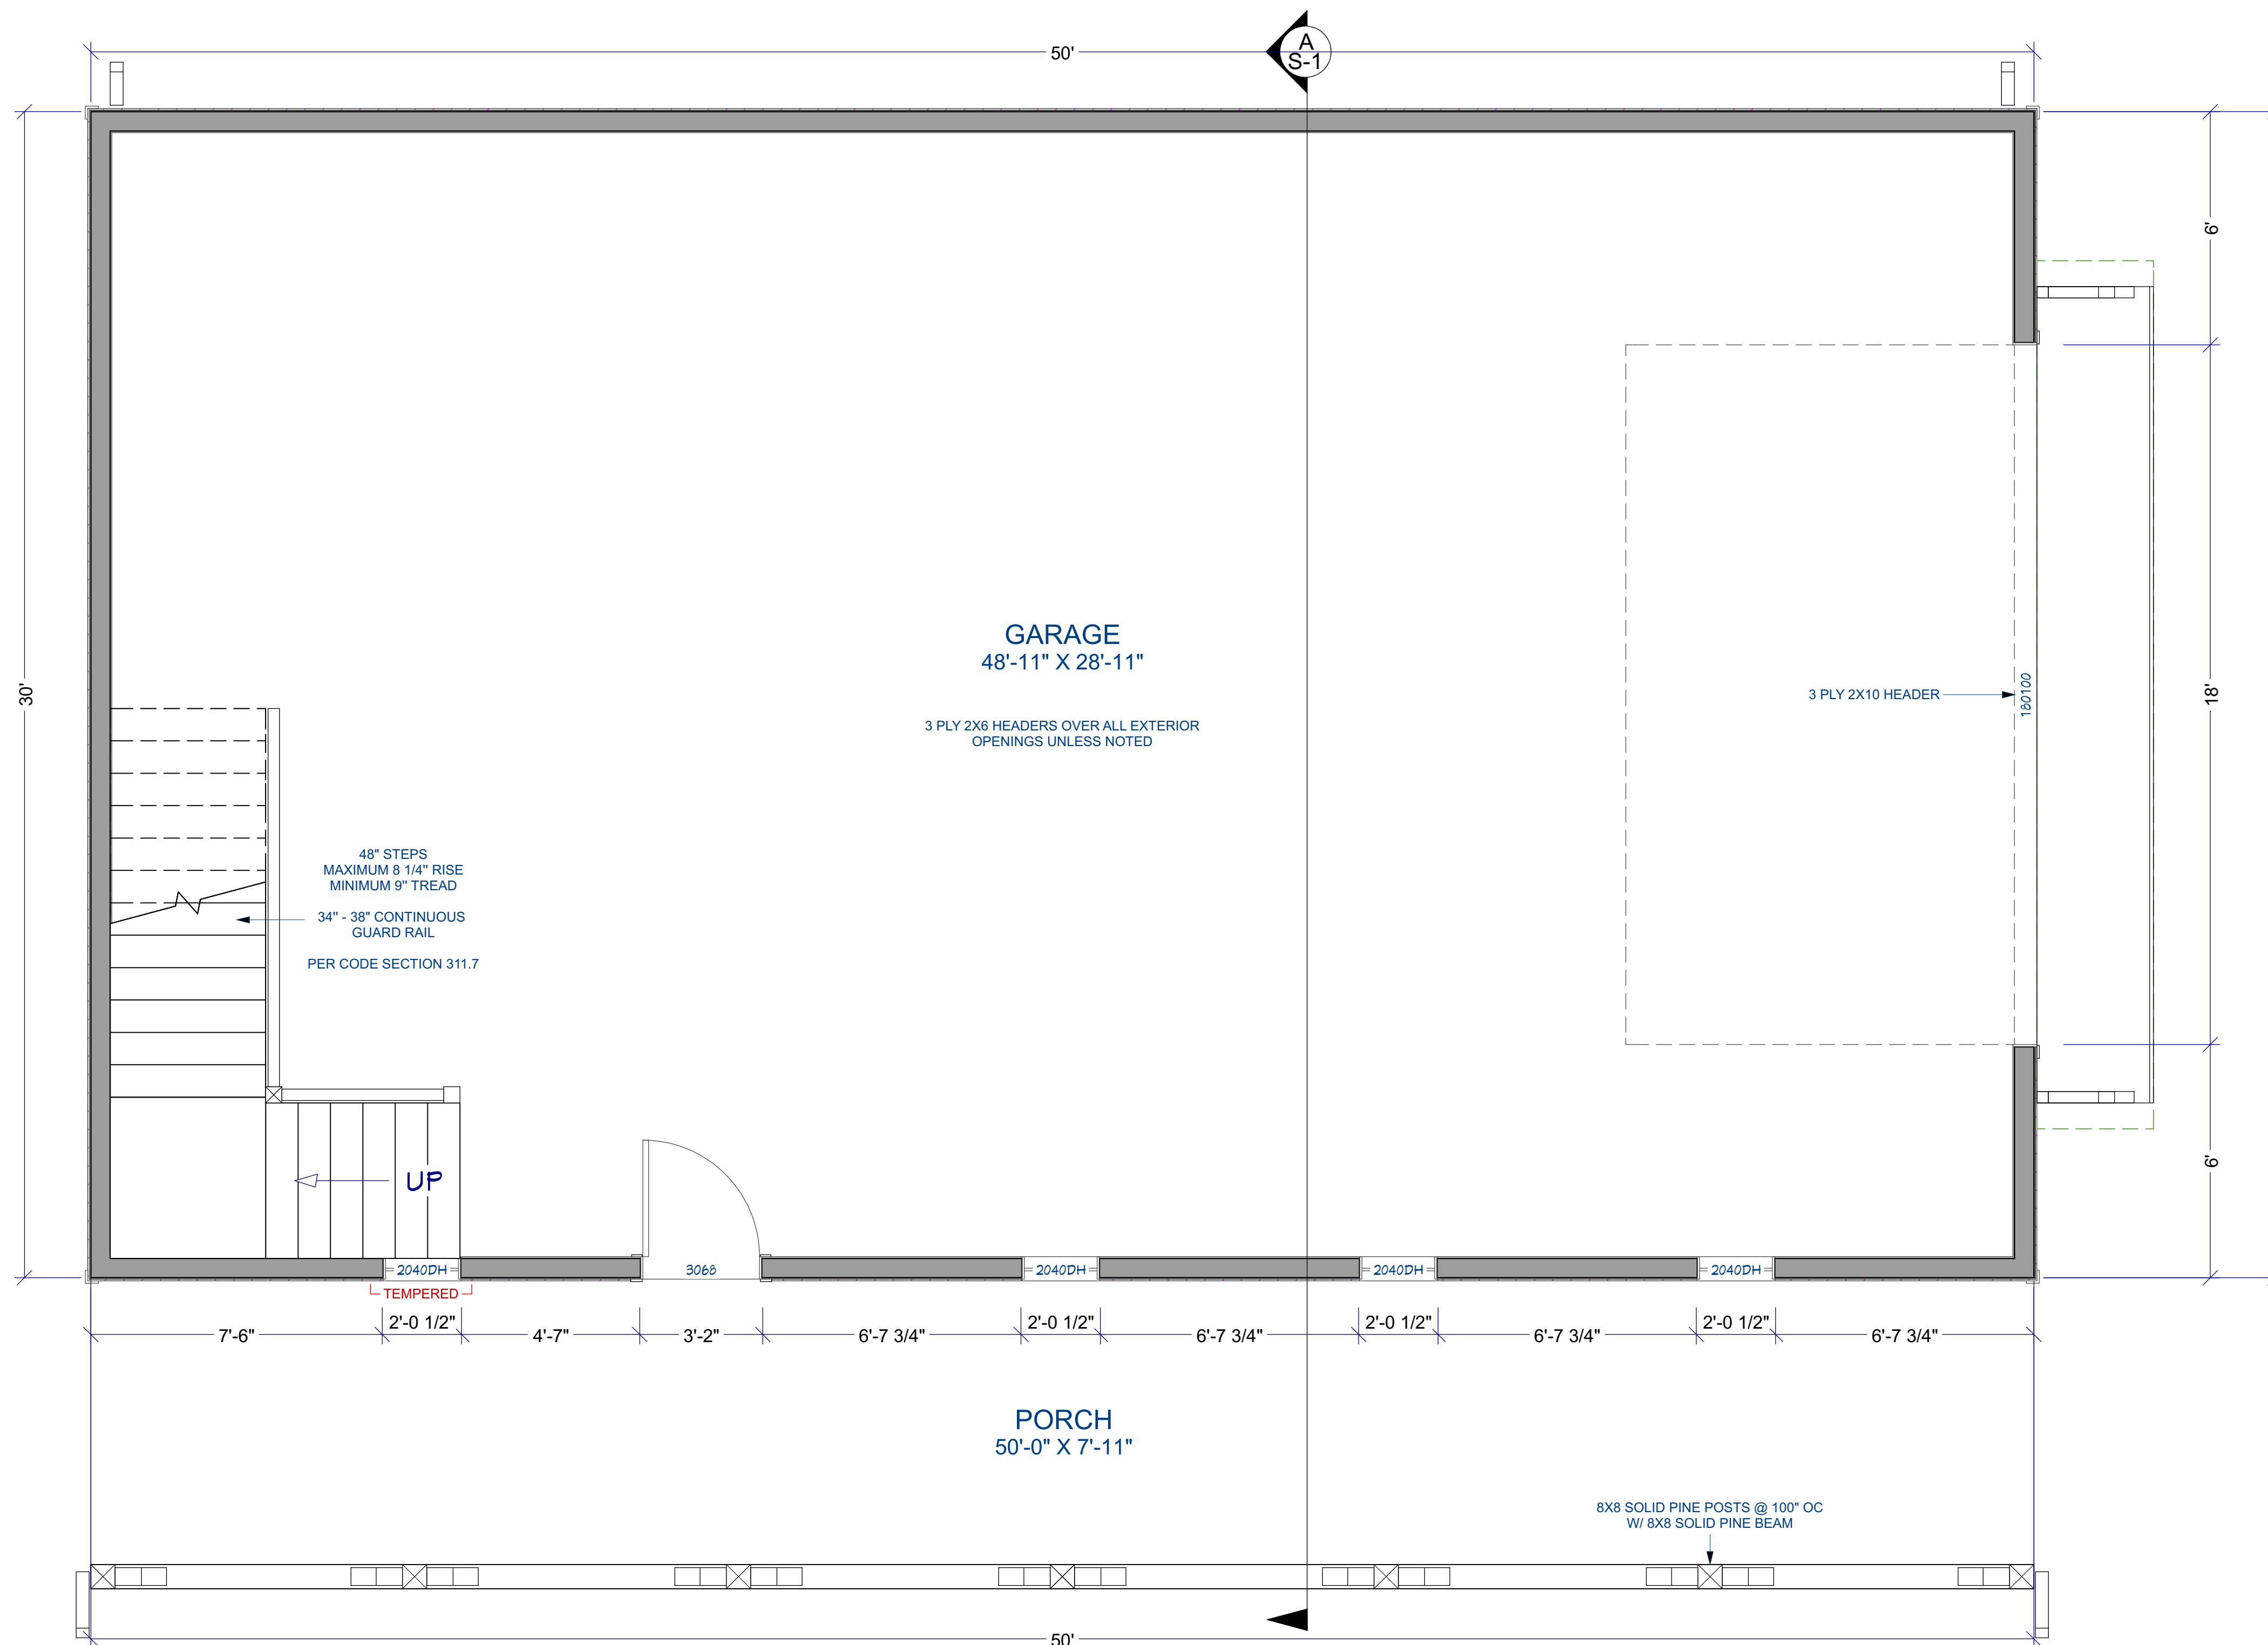 50'
A
S-1
6'
GARAGE
48'-11" X 28'-11"
30'
3 PLY 2X10 HEADER
180100
18'
3 PLY 2X6 HEADERS OVER ALL EXTERIOR
OPENINGS UNLESS NOTED
48" STEPS
MAXIMUM 8 1/4" RISE
MINIMUM 9" TREAD
34" - 38" CONTINUOUS
GUARD RAIL
PER CODE SECTION 311.7
6'
UP
2040DH
3068
2040DH
2040DH
2040DH
TEMPERED
7'-6"
2'-0 1/2"
4'-7"
3'-2"
6'-7 3/4"
2'-0 1/2"
6'-7 3/4"
2'-0 1/2"
6'-7 3/4"
2'-0 1/2"
6'-7 3/4"
PORCH
50'-0" X 7'-11"
8X8 SOLID PINE POSTS @ 100" OC
W/ 8X8 SOLID PINE BEAM
50'